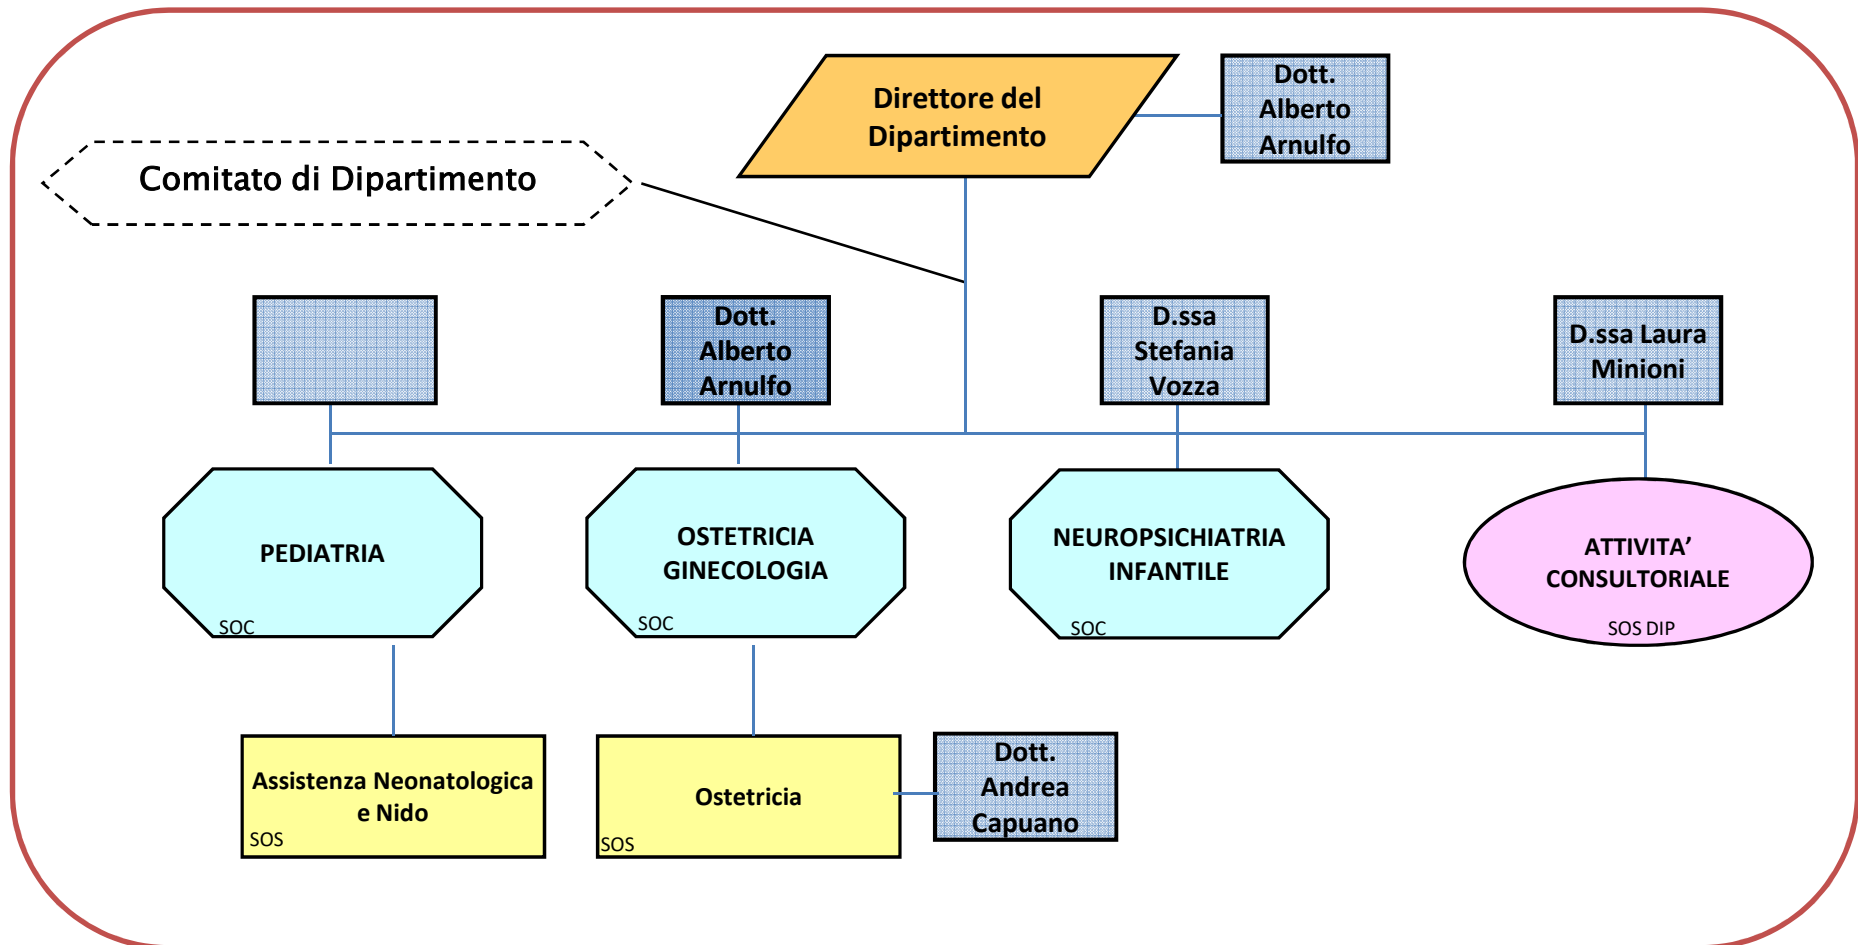 Direttore del
Dipartimento
Dott.
Alberto
Arnulfo
Comitato di Dipartimento
Dott.
Alberto
Arnulfo
D.ssa
Stefania
Vozza
D.ssa Laura
Minioni
PEDIATRIA
SOC
OSTETRICIA
GINECOLOGIA
SOC
NEUROPSICHIATRIA
INFANTILE
SOC
ATTIVITA’
CONSULTORIALE
SOS DIP
Assistenza Neonatologica
e Nido
SOS
Ostetricia
SOS
Dott.
Andrea
Capuano